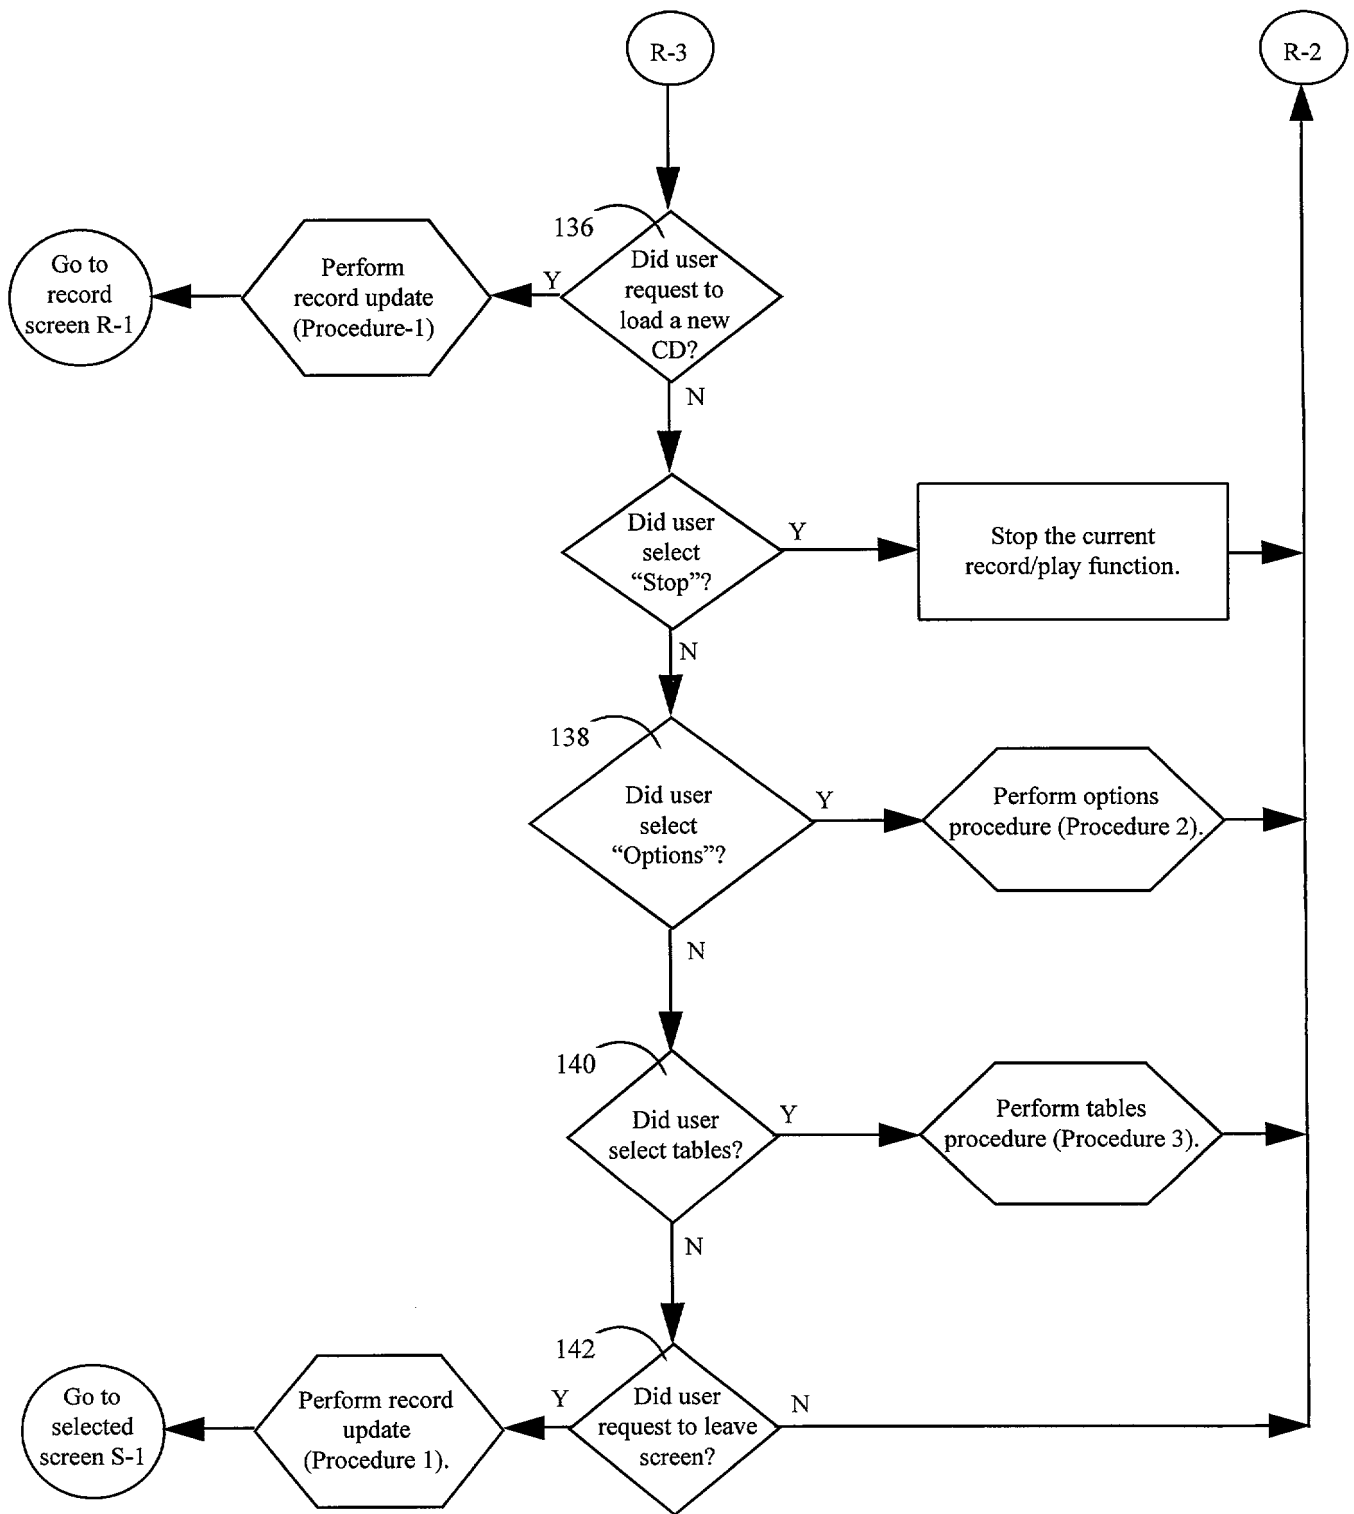 R-3
R-2
136
Did user
request to
load a new
CD?
Y
Perform
record update
(Procedure-1)
Go to
record
screen R-1
N
Did user
select
“Stop”?
Y
Stop the current
record/play function.
N
138
Did user
select
“Options”?
Y
Perform options
procedure (Procedure 2).
N
140
Did user
select tables?
Y
Perform tables
procedure (Procedure 3).
N
142
Did user
request to leave
screen?
Y
Perform record
update
(Procedure 1).
Go to
selected
screen S-1
N